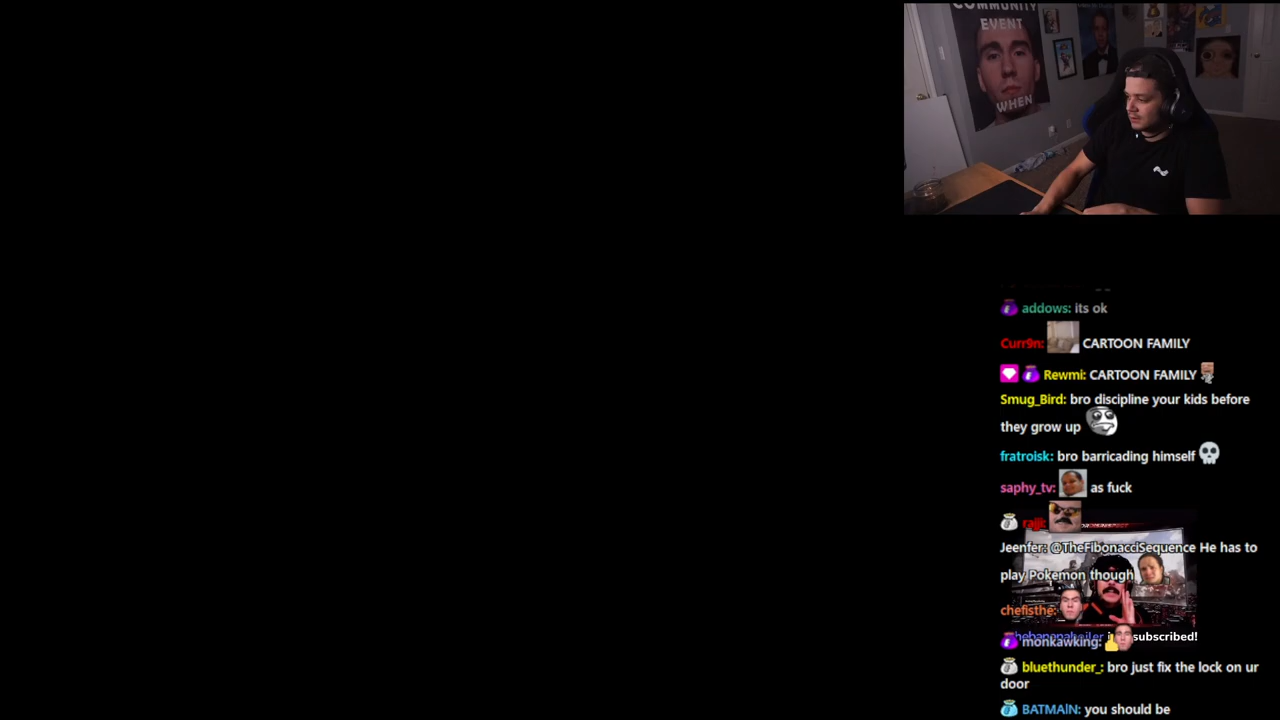 COMMUNITY
EVENT
WHEN
addows: its ok
Curr9n: CARTOON FAMILY
Rewmi: CARTOON FAMILY
Smug_Bird: bro discipline your kids before
they grow up
fratroisk: bro barricading himself
saphy_tv: as fuck
Jeenfer: @TheFibonacciSequence He has to
play Pokemon though
chefisthe:
subscribed!
monkawking:
bluethunder_: bro just fix the lock on ur
door
BATMAlN: you should be